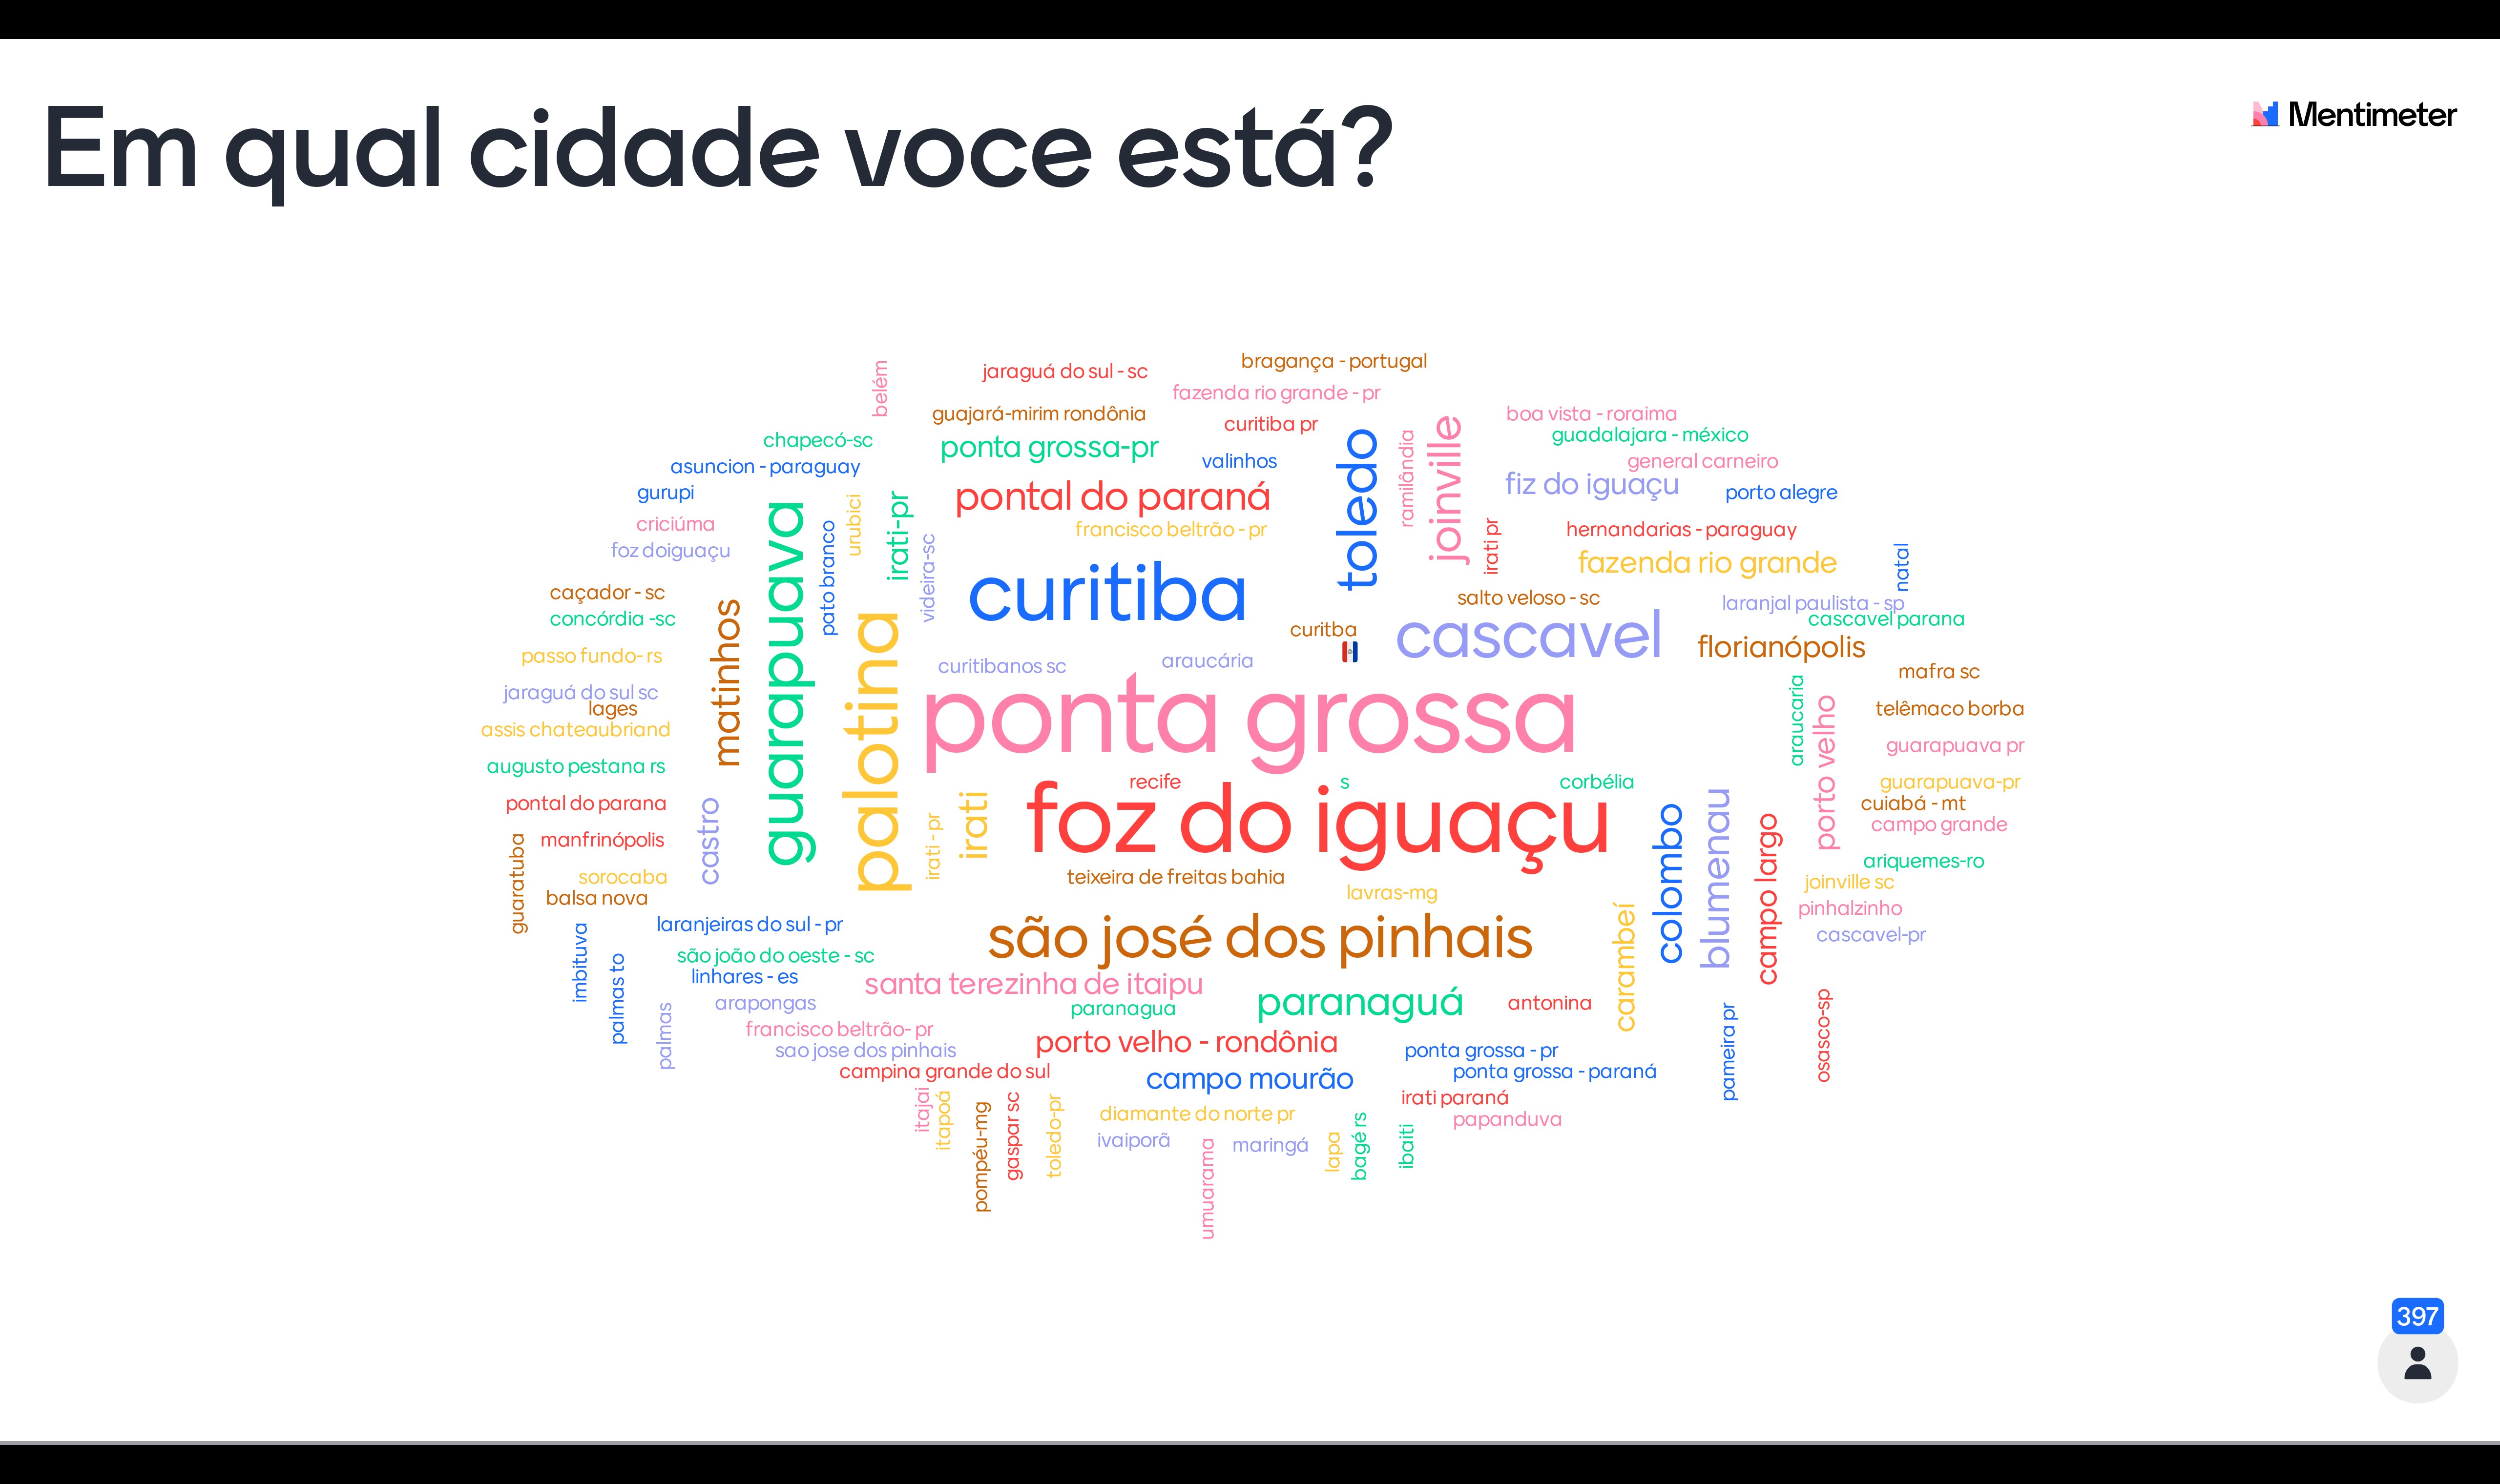 Em qual cidade voce está?
Mentimeter
bragança - portugal
belém
jaraguá do sul - sc
fazenda rio grande - pr
guajará-mirim rondônia
curitiba pr
boa vista - roraima
chapecó-sc
ponta grossa-pr
guadalajara - méxico
asuncion - paraguay
valinhos
toledo
ramilândia
joinville
general carneiro
gurupi
pontal do paraná
fiz do iguaçu
porto alegre
criciúma
foz doiguaçu
guarapuava
pato branco
urubici
irati-pr
videira-sc
francisco beltrão - pr
irati pr
hernandarias - paraguay
fazenda rio grande
natal
caçador - sc
concórdia -sc
matinhos
palotina
curitiba
salto veloso - sc
laranjal paulista - sp
cascavel parana
curitba
cascavel
florianópolis
passo fundo- rs
curitibanos sc
araucária
mafra sc
jaraguá do sul sc
lages
ponta grossa
araucaria
porto velho
telêmaco borba
assis chateaubriand
guarapuava pr
augusto pestana rs
recife
s
corbélia
guarapuava-pr
pontal do parana
castro
irati - pr
irati
foz do iguaçu
colombo
blumenau
campo largo
cuiabá - mt
campo grande
guaratuba
manfrinópolis
ariquemes-ro
sorocaba
teixeira de freitas bahia
lavras-mg
joinville sc
balsa nova
carambeí
pinhalzinho
imbituva
laranjeiras do sul - pr
são josé dos pinhais
cascavel-pr
palmas to
são joão do oeste - sc
linhares - es
santa terezinha de itaipu
palmas
arapongas
paranagua
paranaguá
antonina
pameira pr
osasco-sp
francisco beltrão- pr
porto velho - rondônia
sao jose dos pinhais
ponta grossa - pr
campina grande do sul
campo mourão
ponta grossa - paraná
itajai
itapoá
pompéu-mg
gaspar sc
toledo-pr
irati paraná
diamante do norte pr
papanduva
ivaiporã
umuarama
maringá
lapa
bagé rs
ibaiti
397